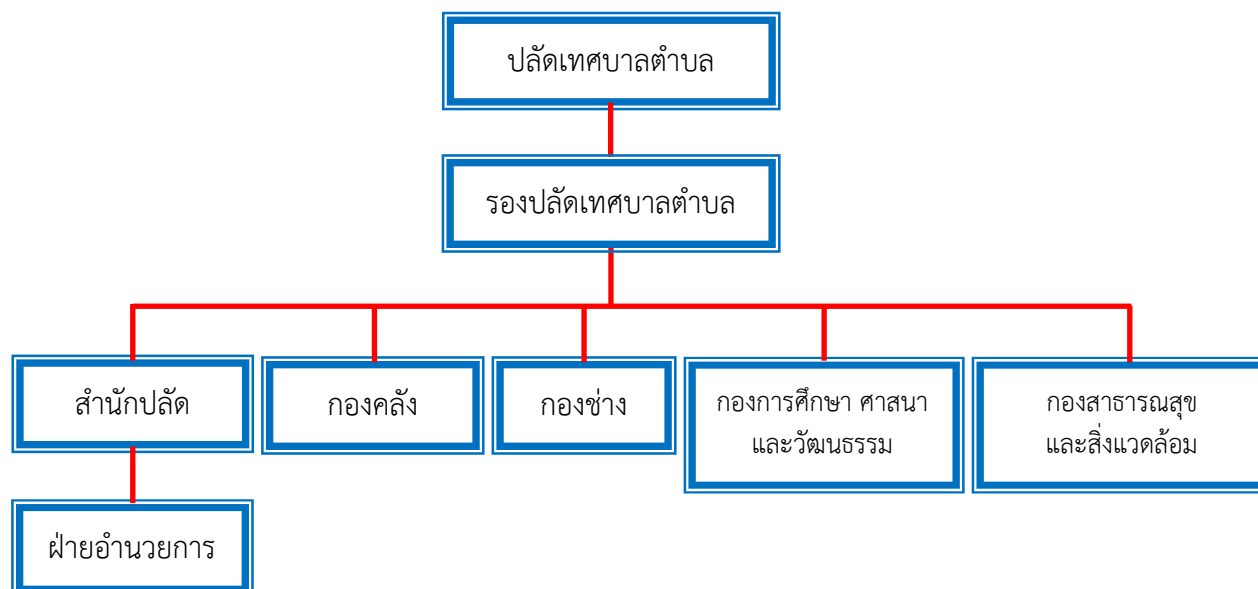 ปลัดเทศบาลตำบล
รองปลัดเทศบาลตำบล
สำนักปลัด
กองคลัง
กองช่าง
กองการศึกษา ศาสนา
และวัฒนธรรม
กองสาธารณสุข
และสิ่งแวดล้อม
ฝ่ายอำนวยการ